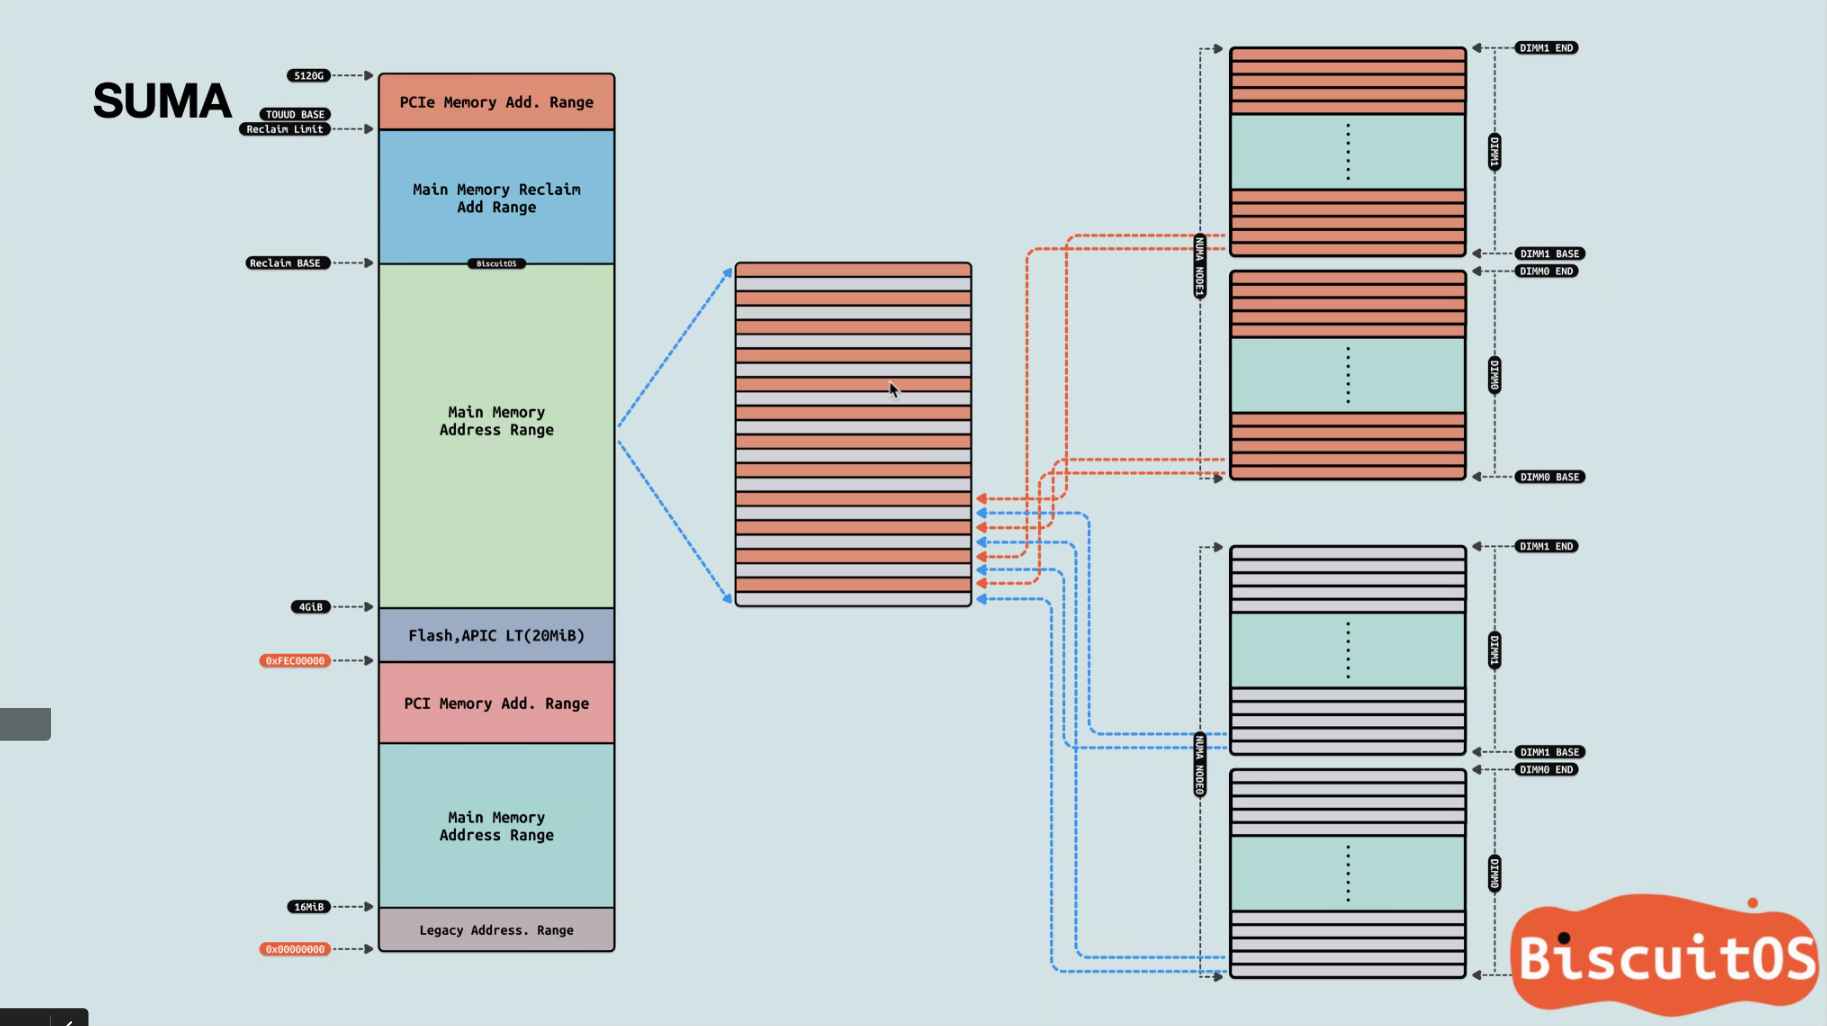 SUMA
5120G
TOUUD BASE
Reclaim Limit
Reclaim BASE
4GiB
0xFEC00000
16MiB
0x00000000
PCIe Memory Add. Range
Main Memory Reclaim
Add Range
BiscuitOS
Main Memory
Address Range
Flash,APIC LT(20MiB)
PCI Memory Add. Range
Main Memory
Address Range
Legacy Address. Range
NUMA NODE1
DIMM1 END
DIMM1
DIMM1 BASE
DIMM0 END
DIMM0
DIMM0 BASE
NUMA NODE0
DIMM1 END
DIMM1
DIMM1 BASE
DIMM0 END
DIMM0
BiscuitOS